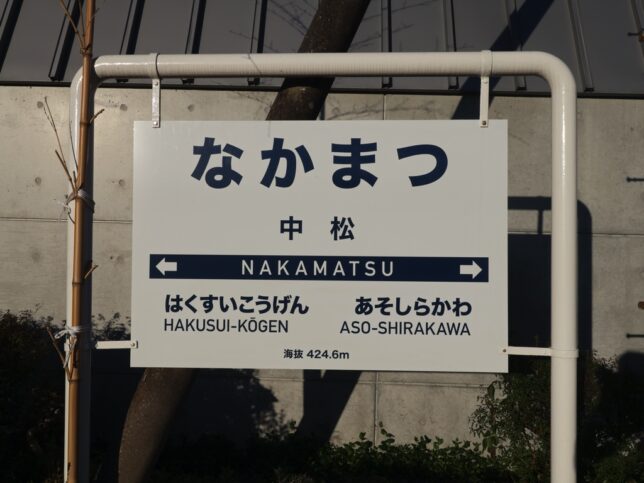 なかまつ
中松
NAKAMATSU
はくすいこうげん あそしらかわ
HAKUSUI-KŌGEN ASO-SHIRAKAWA
海抜 424.6m